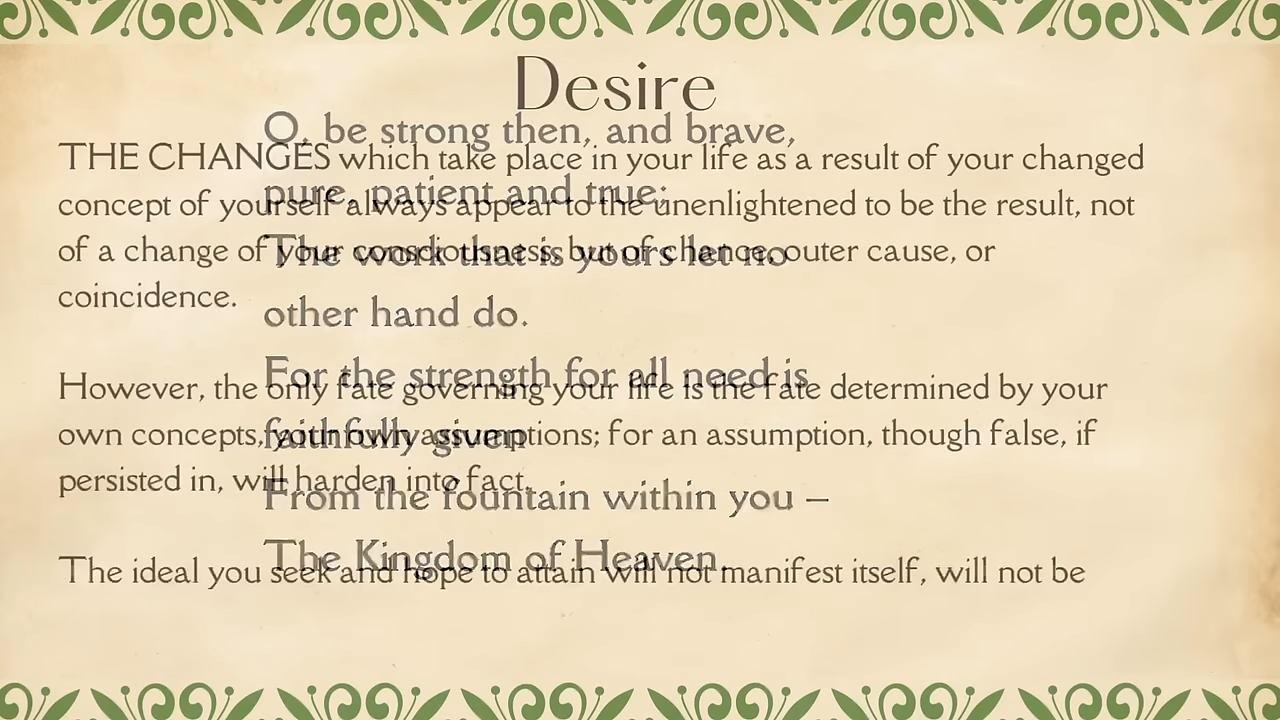 Desire
O, be strong then, and brave,
pure, patient and true;
The work that is yours let no
other hand do.
For the strength for all need is
faithfully given
From the fountain within you –
The Kingdom of Heaven.
THE CHANGES which take place in your life as a result of your changed
concept of yourself always appear to the unenlightened to be the result, not
of a change of your consciousness, but of chance, outer cause, or
coincidence.
However, the only fate governing your life is the fate determined by your
own concepts, your own assumptions; for an assumption, though false, if
persisted in, will harden into fact.
The ideal you seek and hope to attain will not manifest itself, will not be